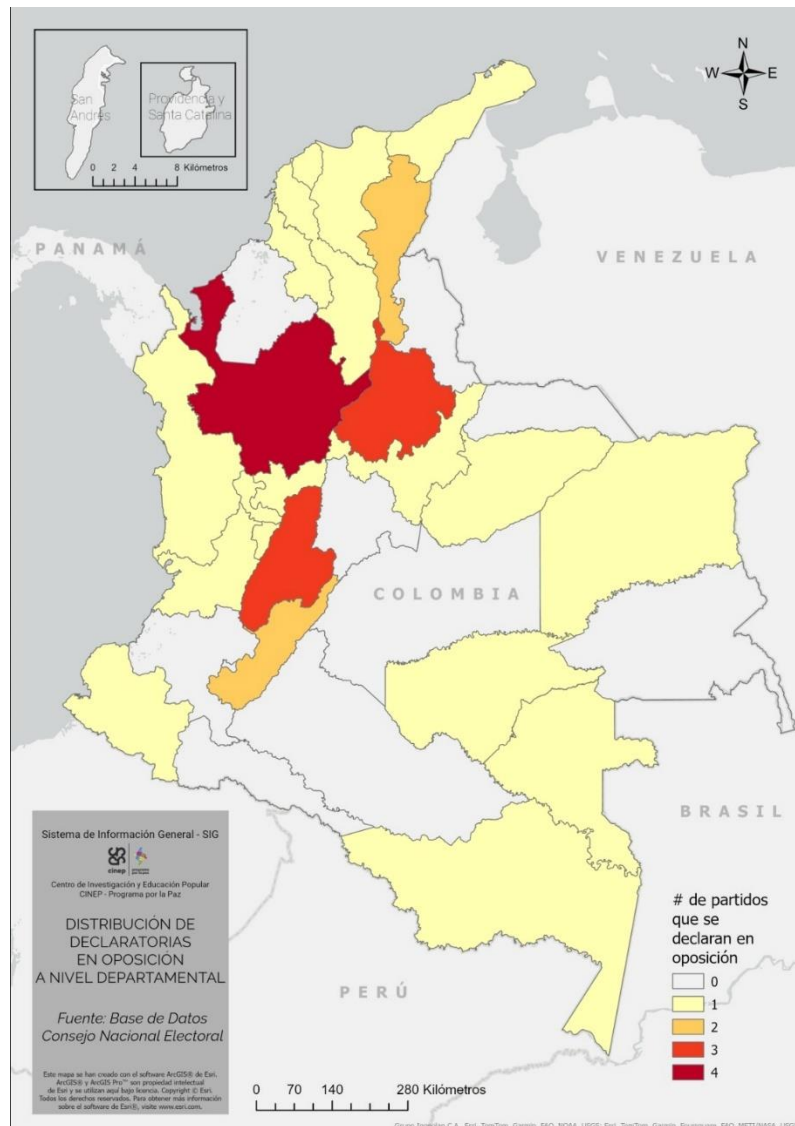 San
Andrés
Providencia y
Santa Catalina
0 2 4 8 Kilómetros
N
W E
S
PANAMÁ
VENEZUELA
COLOMBIA
BRASIL
PERÚ
Sistema de Información General - SIG
cinep
Centro de Investigación y Educación Popular
CINEP - Programa por la Paz
DISTRIBUCIÓN DE
DECLARATORIAS
EN OPOSICIÓN
A NIVEL DEPARTAMENTAL
Fuente: Base de Datos
Consejo Nacional Electoral
Este mapa se han creado con el software ArcGIS® de Esri.
ArcGIS® y ArcGIS Pro™ son propiedad intelectual
de Esri y se utilizan aquí bajo licencia. Copyright © Esri.
Todos los derechos reservados. Para obtener más información
sobre el software de Esri®, visite www.esri.com.
# de partidos
que se
declaran en
oposición
0
1
2
3
4
0 70 140 280 Kilómetros